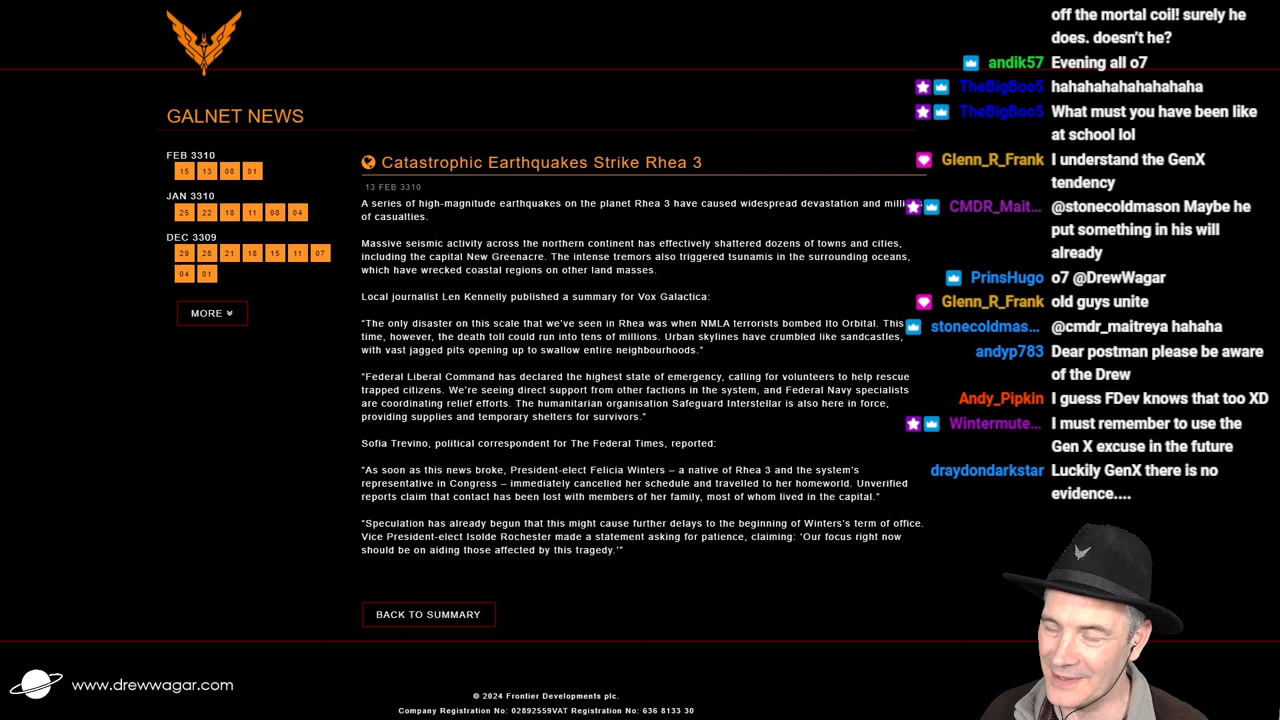 GALNET NEWS
FEB 3310
15 13 08 01
JAN 3310
25 22 18 11 08 04
DEC 3309
29 28 21 18 15 11 07
04 01
MORE
Catastrophic Earthquakes Strike Rhea 3
13 FEB 3310
A series of high-magnitude earthquakes on the planet Rhea 3 have caused widespread devastation and
of casualties.
Massive seismic activity across the northern continent has effectively shattered dozens of towns and cities,
including the capital New Greenacre. The intense tremors also triggered tsunamis in the surrounding oceans,
which have wrecked coastal regions on other land masses.
Local journalist Len Kennelly published a summary for Vox Galactica:
“The only disaster on this scale that we’ve seen in Rhea was when NMLA terrorists bombed Ito Orbital. This
time, however, the death toll could run into tens of millions. Urban skylines have crumbled like sandcastles,
with vast jagged pits opening up to swallow entire neighbourhoods.”
“Federal Liberal Command has declared the highest state of emergency, calling for volunteers to help rescue
trapped citizens. We’re seeing direct support from other factions in the system, and Federal Navy specialists
are coordinating relief efforts. The humanitarian organisation Safeguard Interstellar is also here in force,
providing supplies and temporary shelters for survivors.”
Sofia Trevino, political correspondent for The Federal Times, reported:
“As soon as this news broke, President-elect Felicia Winters – a native of Rhea 3 and the system’s
representative in Congress – immediately cancelled her schedule and travelled to her homeworld. Unverified
reports claim that contact has been lost with members of her family, most of whom lived in the capital.”
“Speculation has already begun that this might cause further delays to the beginning of Winters’s term of office.
Vice President-elect Isolde Rochester made a statement asking for patience, claiming: ‘Our focus right now
should be on aiding those affected by this tragedy.’”
BACK TO SUMMARY
www.drewwagar.com
© 2024 Frontier Developments plc.
Company Registration No: 02892559VAT Registration No: 636 8133 30
off the mortal coil! surely he
does. doesn’t he?
andik57 Evening all o7
TheBigBoo5 hahahahahahahaha
TheBigBoo5 What must you have been like
at school lol
Glenn_R_Frank I understand the GenX
tendency
CMDR_Mait… @stonecoldmason Maybe he
put something in his will
already
PrinsHugo o7 @DrewWagar
Glenn_R_Frank old guys unite
stonecoldmas… @cmdr_maitreya hahaha
andyp783 Dear postman please be aware
of the Drew
Andy_Pipkin I guess FDev knows that too XD
Wintermute… I must remember to use the
Gen X excuse in the future
draydondarkstar Luckily GenX there is no
evidence....